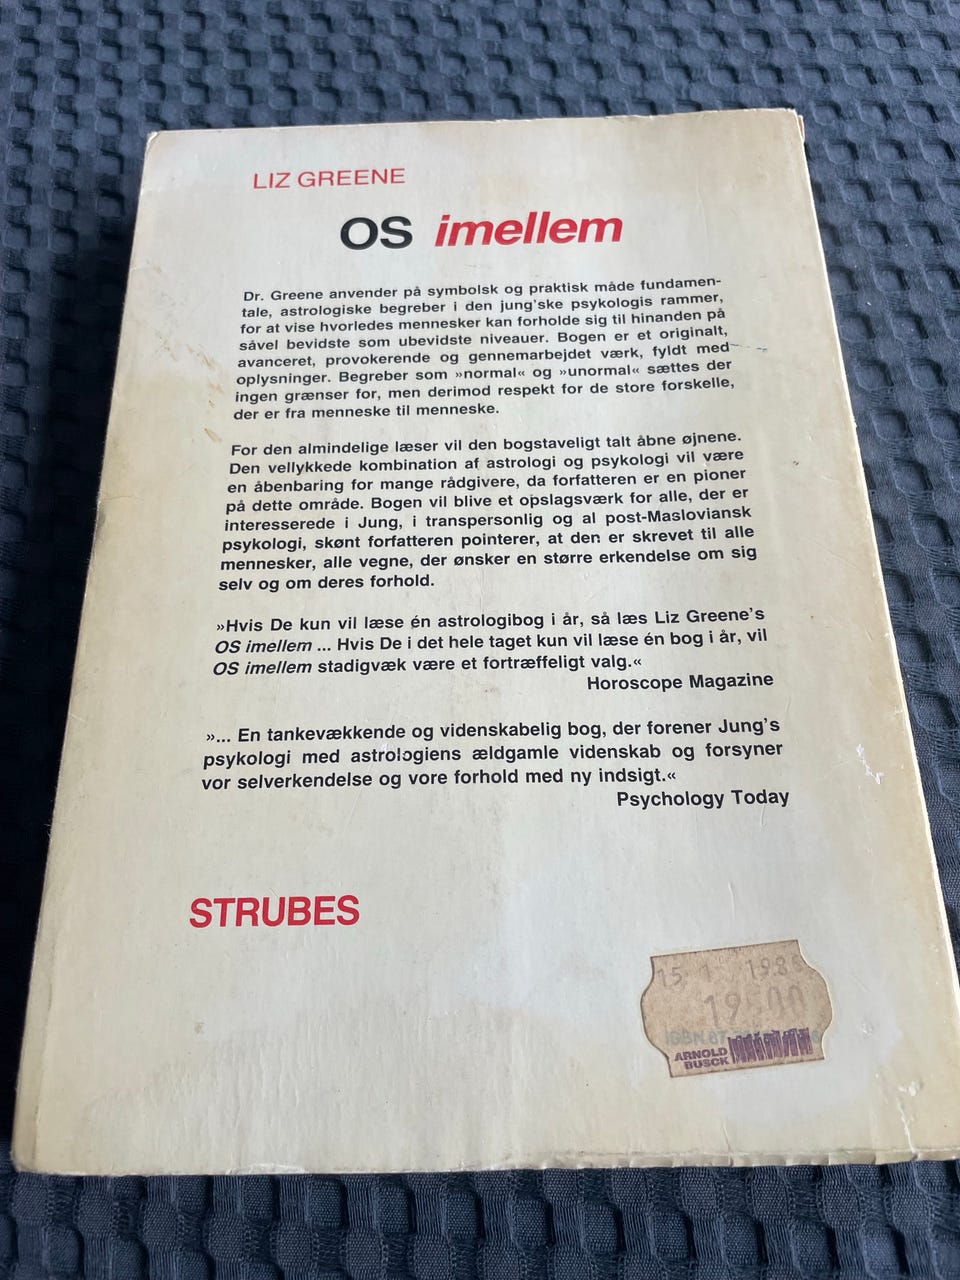 LIZ GREENE
OS imellem
Dr. Greene anvender på symbolsk og praktisk måde fundamen-
tale, astrologiske begreber i den jung'ske psykologis rammer,
for at vise hvorledes mennesker kan forholde sig til hinanden på
såvel bevidste som ubevidste niveauer. Bogen er et originalt,
avanceret, provokerende og gennemarbejdet værk, fyldt med
oplysninger. Begreber som »normal« og »unormal« sættes der
ingen grænser for, men derimod respekt for de store forskelle,
der er fra menneske til menneske.
For den almindelige læser vil den bogstaveligt talt åbne øjnene.
Den vellykkede kombination af astrologi og psykologi vil være
en åbenbaring for mange rådgivere, da forfatteren er en pioner
på dette område. Bogen vil blive et opslagsværk for alle, der er
interesserede i Jung, i transpersonlig og al post-Masloviansk
psykologi, skønt forfatteren pointerer, at den er skrevet til alle
mennesker, alle vegne, der ønsker en større erkendelse om sig
selv og om deres forhold.
»Hvis De kun vil læse én astrologibog i år, så læs Liz Greene's
OS imellem ... Hvis De i det hele taget kun vil læse én bog i år, vil
OS imellem stadigvæk være et fortræffeligt valg.«
Horoscope Magazine
»... En tankevækkende og videnskabelig bog, der forener Jung's
psykologi med astrologiens ældgamle videnskab og forsyner
vor selverkendelse og vore forhold med ny indsigt.«
Psychology Today
STRUBES
15.
ISBN 87
ARNOLD
BUSCK